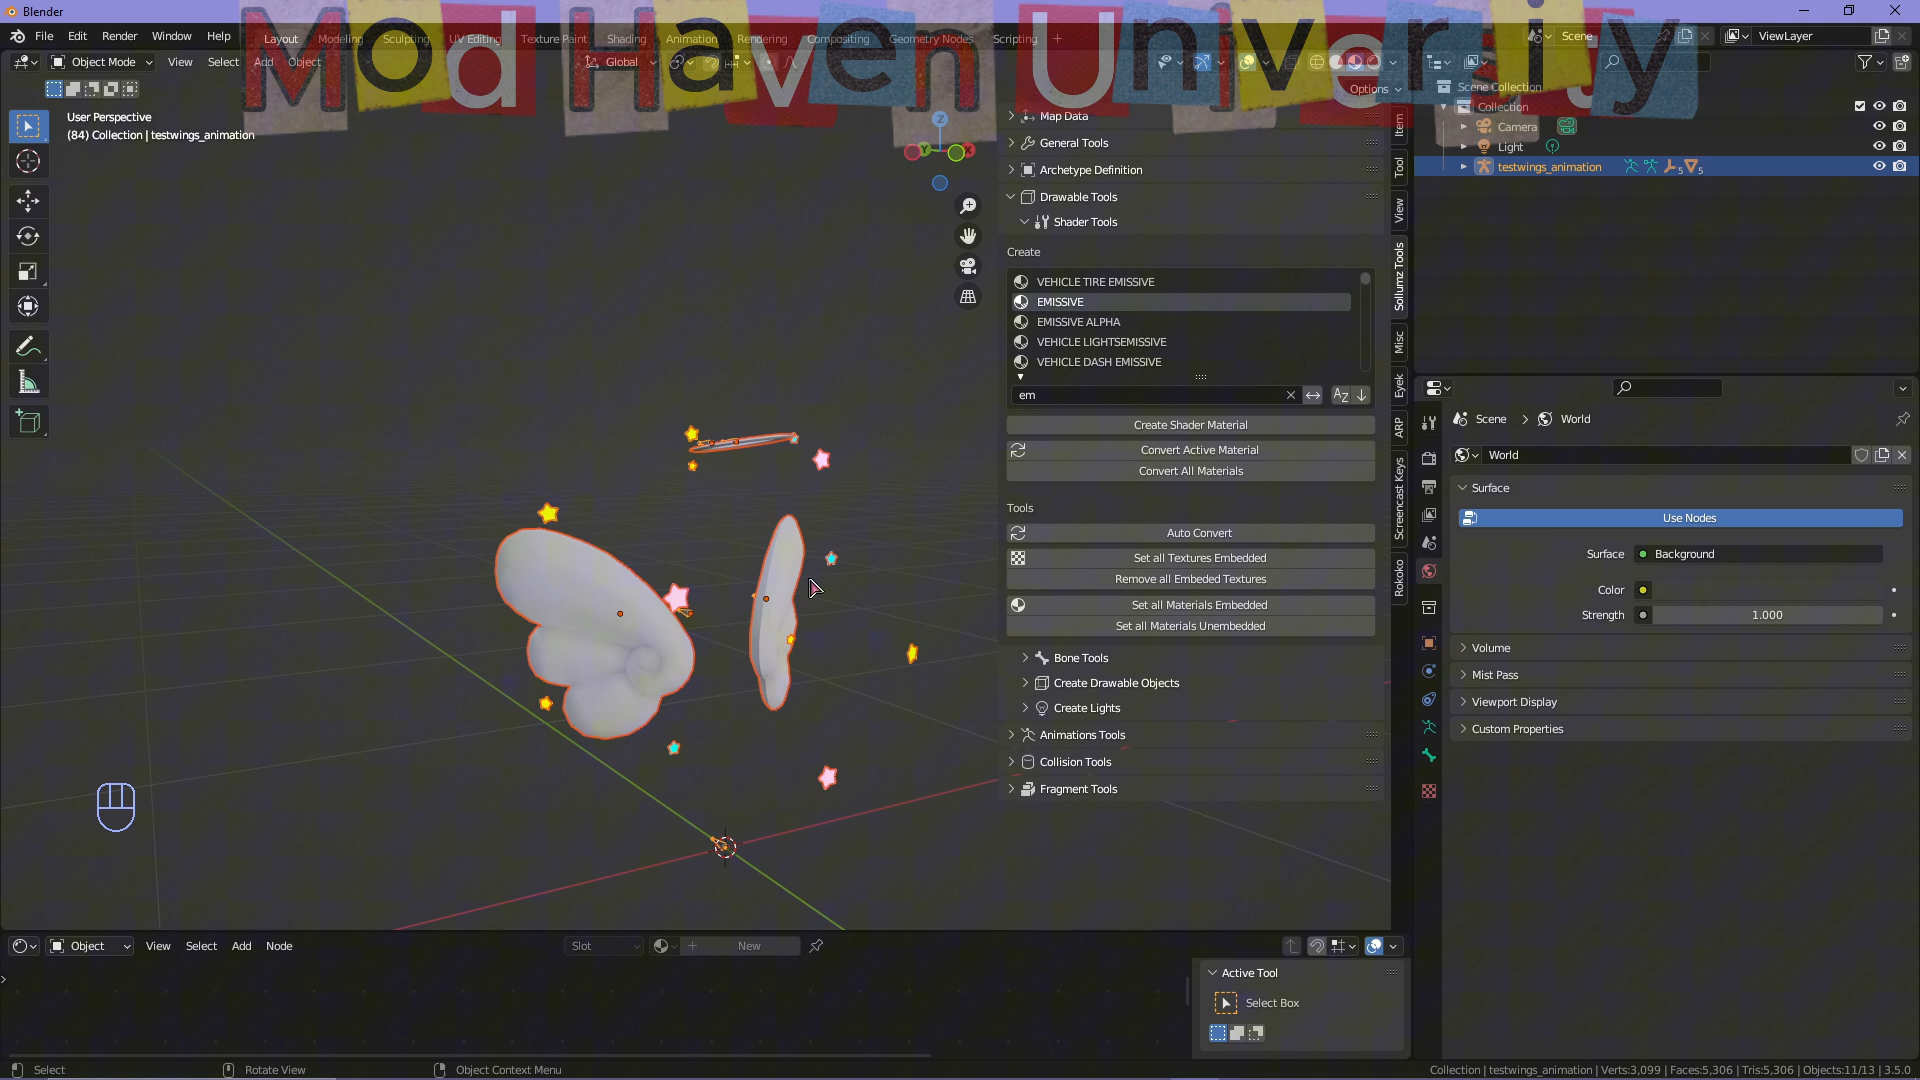 Blender
Mod Haven University
File Edit Render Window Help
Layout Modeling Sculpting UV Editing Texture Paint Shading Animation Rendering Compositing Geometry Nodes Scripting +
Scene
ViewLayer
Object Mode View Select Add Object
Global
Options
User Perspective
(84) Collection | testwings_animation
Z
Y
X
Map Data
General Tools
Archetype Definition
Drawable Tools
Shader Tools
Create
VEHICLE TIRE EMISSIVE
EMISSIVE
EMISSIVE ALPHA
VEHICLE LIGHTSEMISSIVE
VEHICLE DASH EMISSIVE
em
Create Shader Material
Convert Active Material
Convert All Materials
Tools
Auto Convert
Set all Textures Embedded
Remove all Embeded Textures
Set all Materials Embedded
Set all Materials Unembedded
Bone Tools
Create Drawable Objects
Create Lights
Animations Tools
Collision Tools
Fragment Tools
Item
Tool
View
Sollumz Tools
Misc
Eyek
ARP
Screencast Keys
Rokoko
Scene Collection
Collection
Camera
Light
testwings_animation
5
5
Scene > World
World
Surface
Use Nodes
Surface Background
Color
Strength 1.000
Volume
Mist Pass
Viewport Display
Custom Properties
Object View Select Add Node
Slot
New
Active Tool
Select Box
Select
Rotate View
Object Context Menu
Collection | testwings_animation | Verts:3,099 | Faces:5,306 | Tris:5,306 | Objects:11/13 | 3.5.0